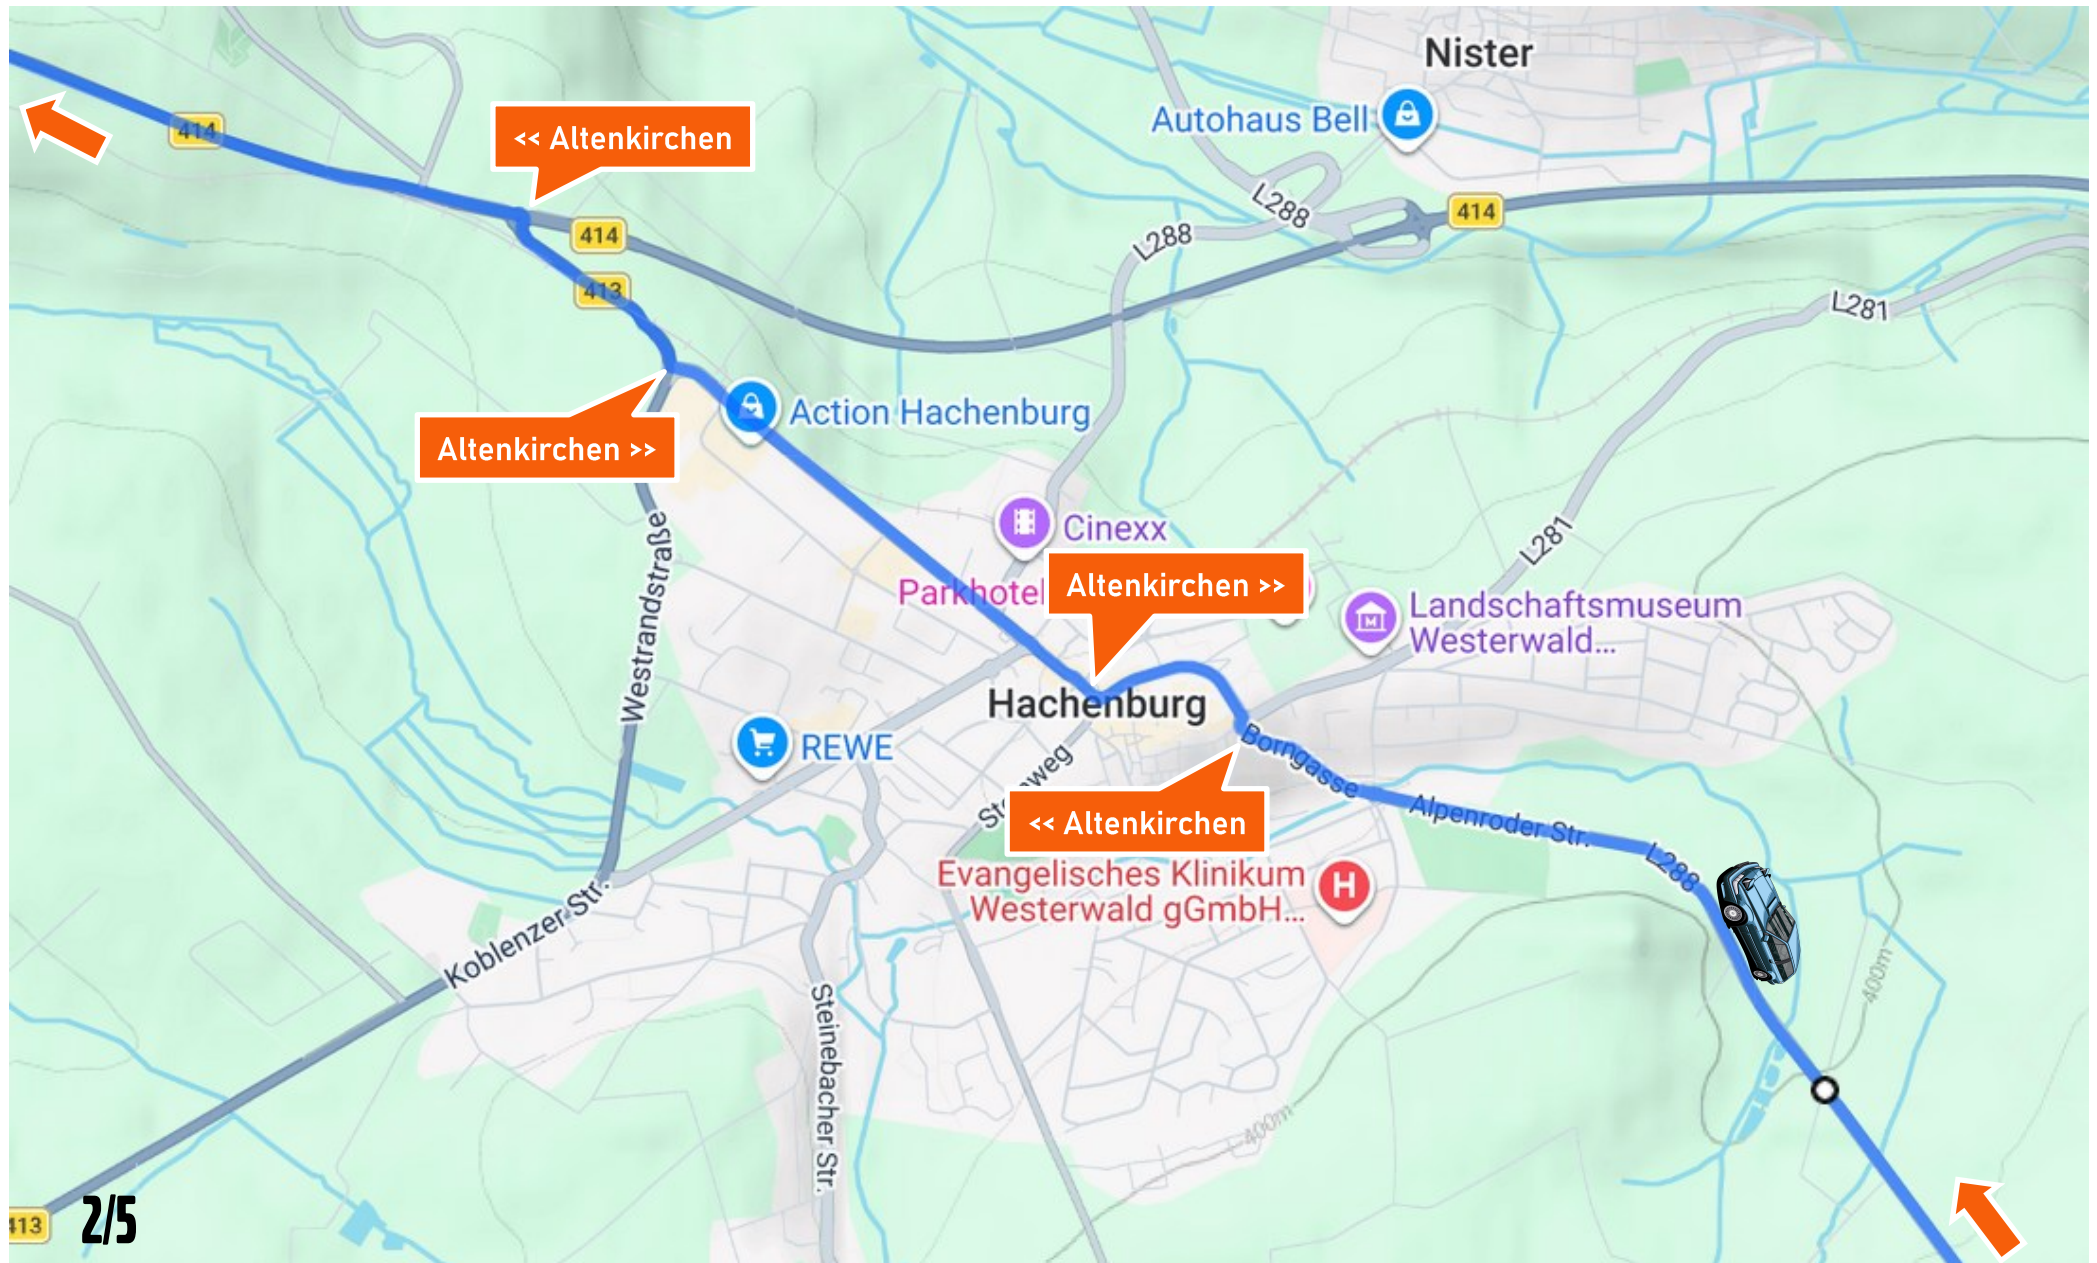 Nister
Autohaus Bell
414
<< Altenkirchen
L288
414
L288
414
413
L281
Action Hachenburg
Altenkirchen >>
Westrandstraße
Cinexx
L281
Parkhotel
Altenkirchen >>
Landschaftsmuseum
Westerwald...
Hachenburg
REWE
Borngasse
<< Altenkirchen
Alpenroder Str.
L288
Evangelisches Klinikum
Westerwald gGmbH...
H
Koblenzer Str.
400m
Steinebacher Str.
400m
413
2/5